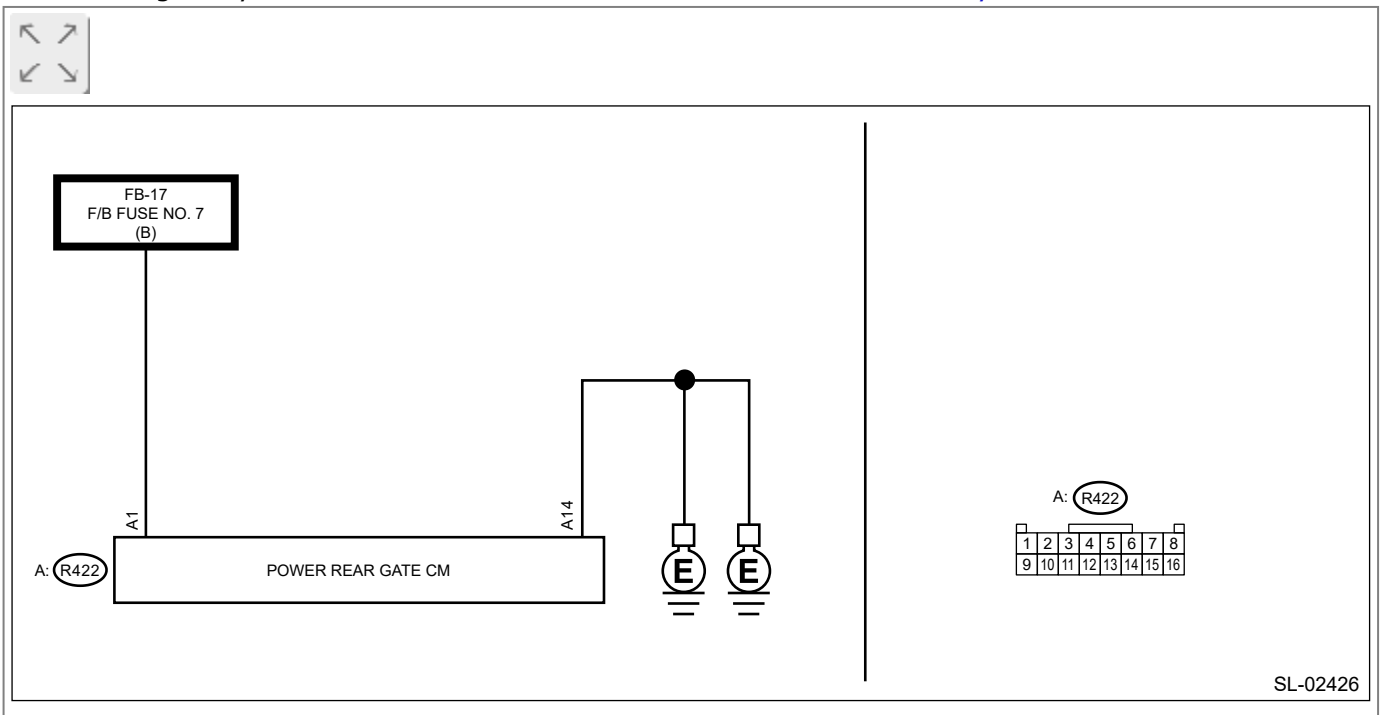 FB-17
F/B FUSE NO. 7
(B)
A1
A14
E E
A: R422
POWER REAR GATE CM
A: R422
1 2 3 4 5 6 7 8
9 10 11 12 13 14 15 16
SL-02426